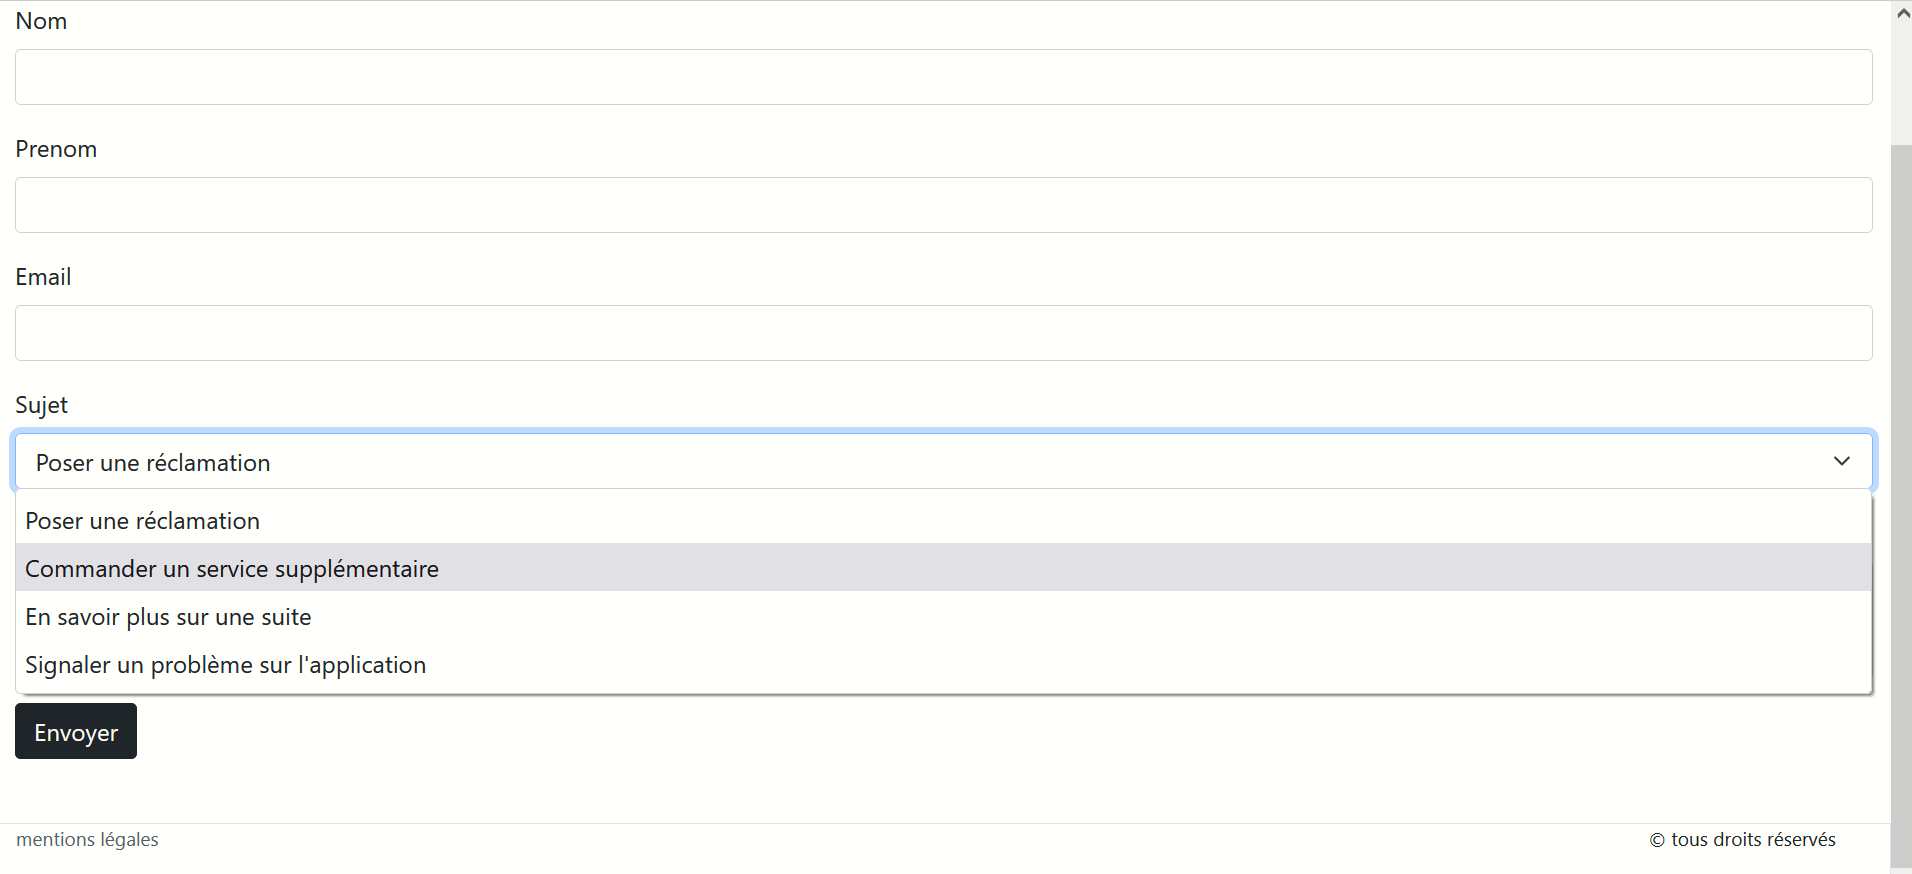 Nom
Prenom
Email
Sujet
Poser une réclamation
Poser une réclamation
Commander un service supplémentaire
En savoir plus sur une suite
Signaler un problème sur l'application
Envoyer
mentions légales
© tous droits réservés